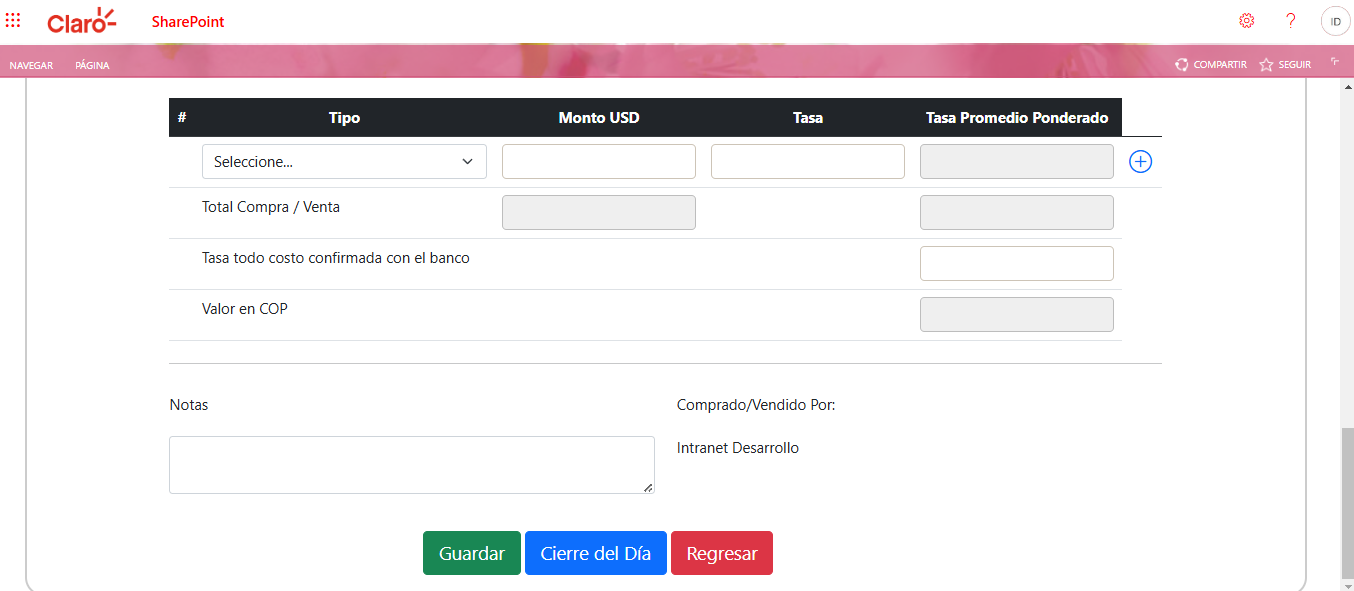 Claro SharePoint ? ID
NAVEGAR PÁGINA COMPARTIR SEGUIR
# Tipo Monto USD Tasa Tasa Promedio Ponderado
Seleccione...
Total Compra / Venta
Tasa todo costo confirmada con el banco
Valor en COP
Notas Comprado/Vendido Por:
Intranet Desarrollo
Guardar Cierre del Día Regresar